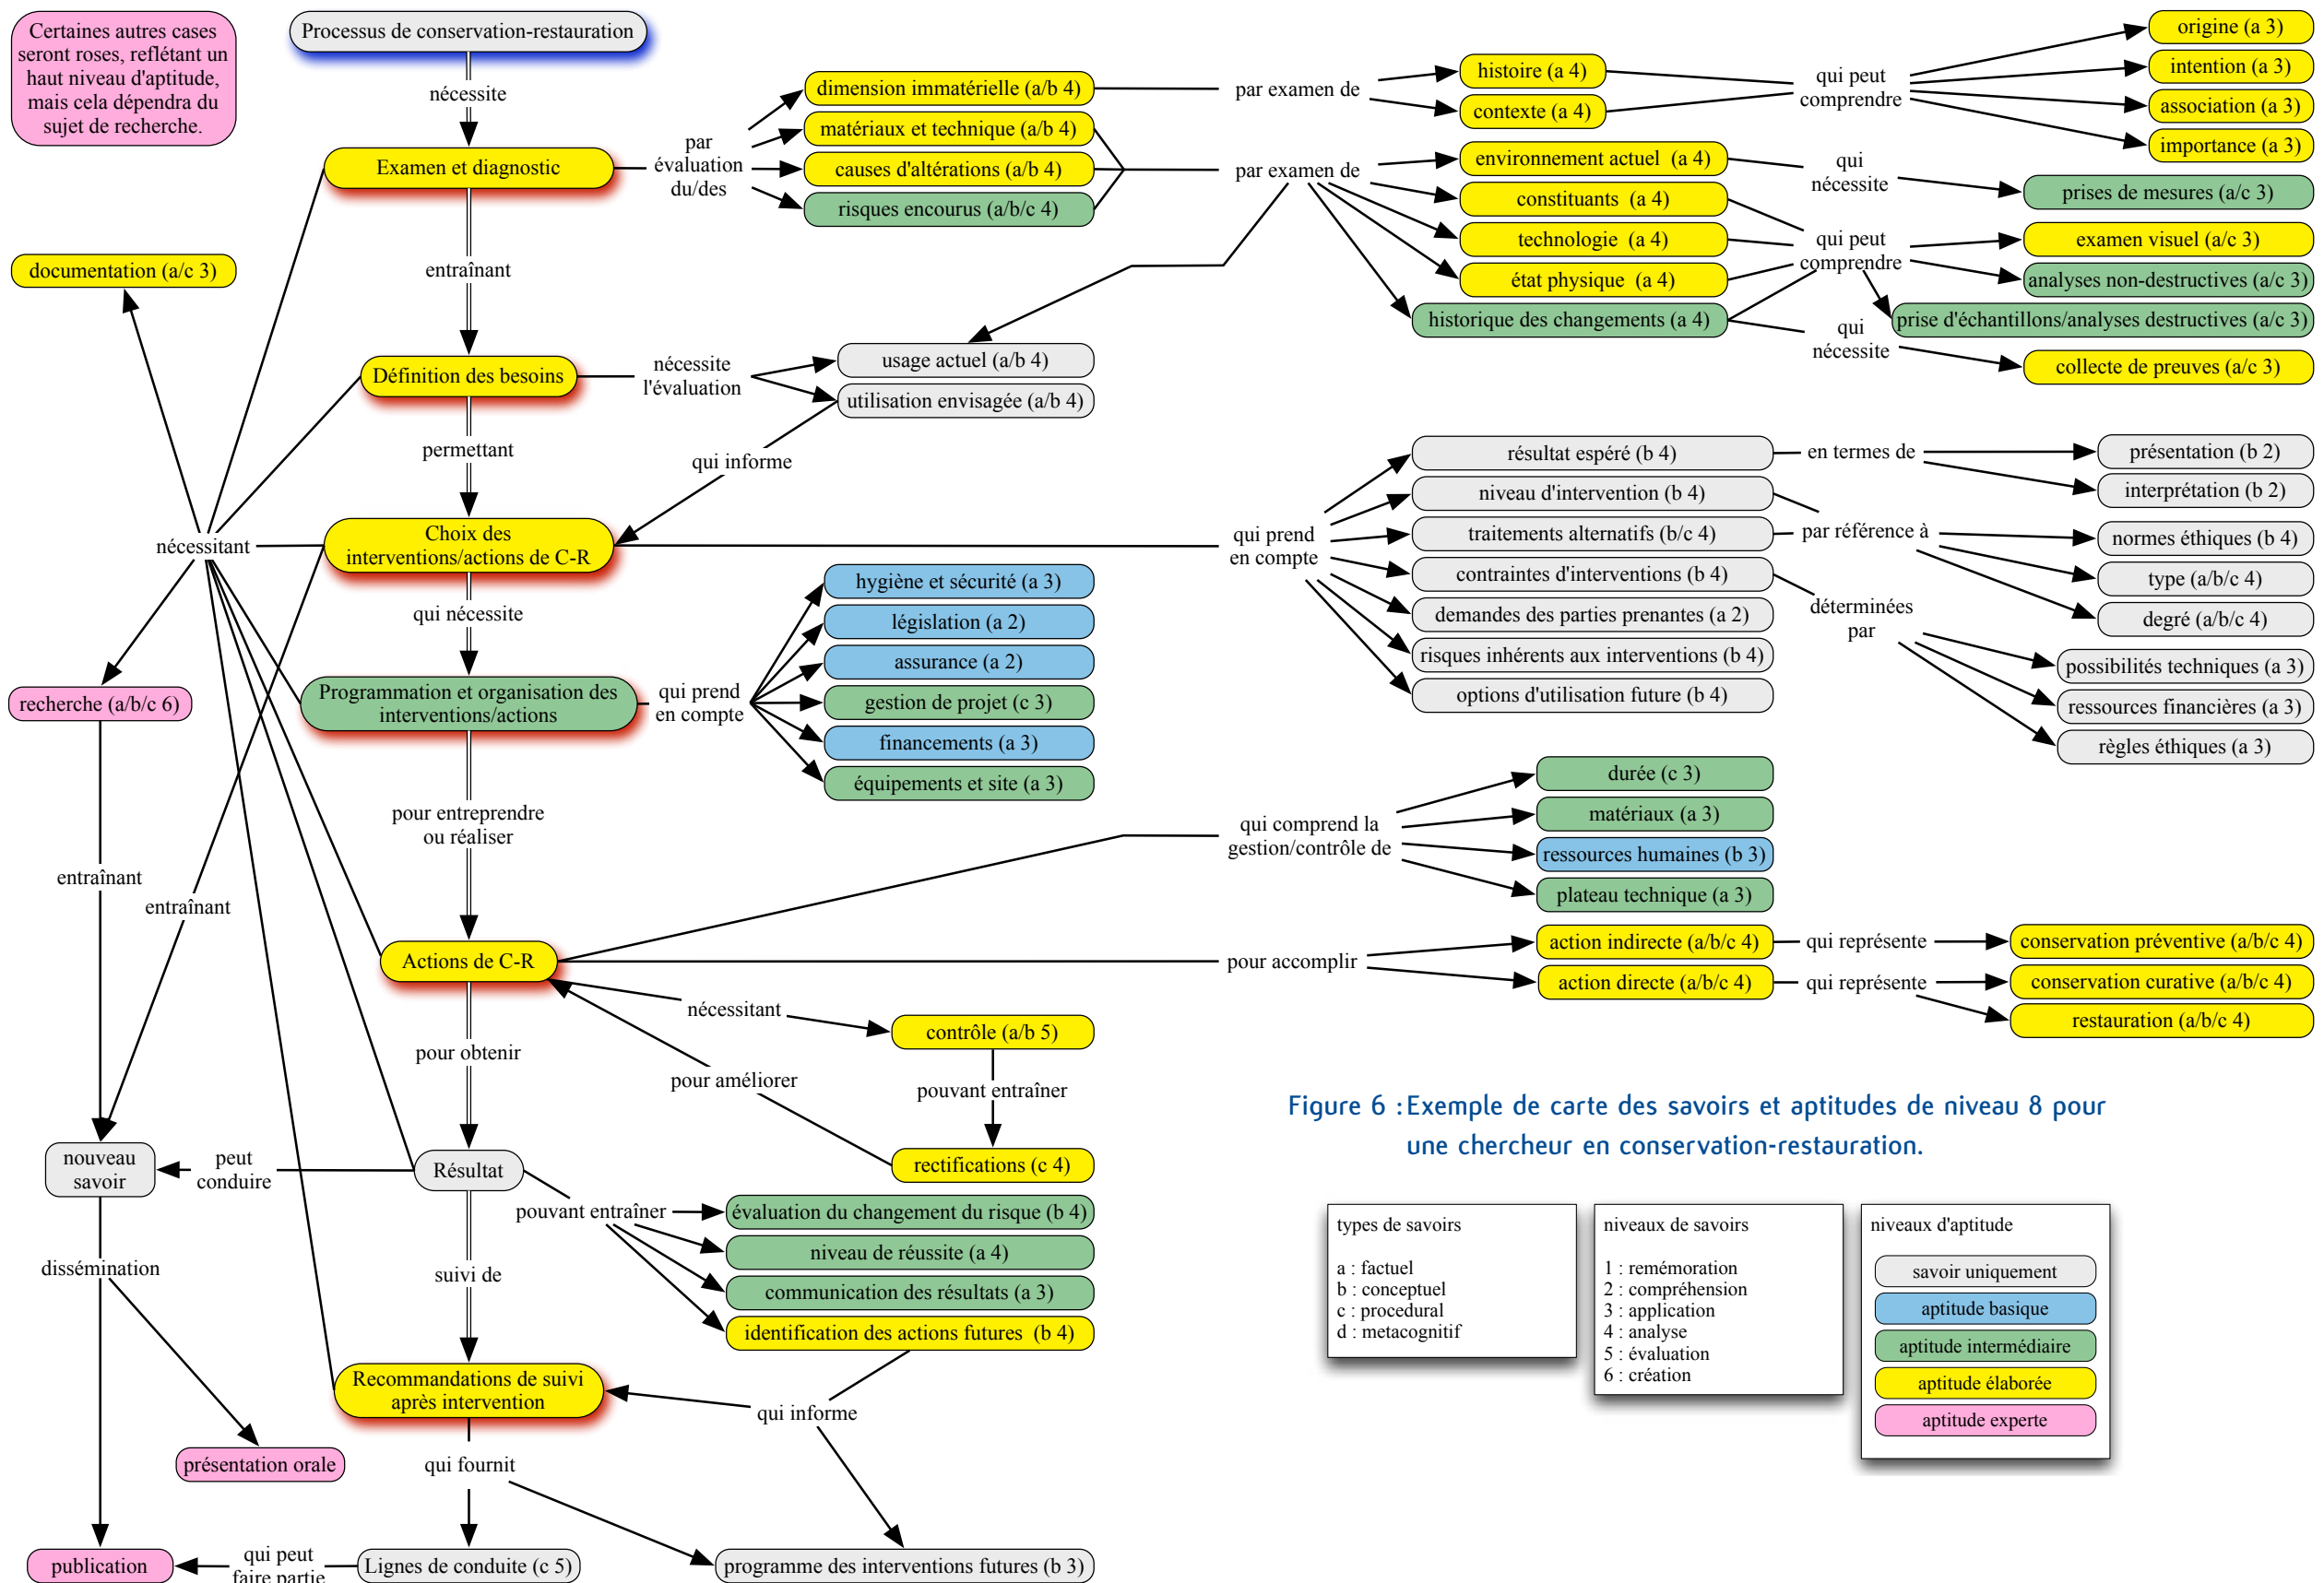 Certaines autres cases
seront roses, reflétant un
haut niveau d'aptitude,
mais cela dépendra du
sujet de recherche.
Processus de conservation-restauration
nécessite
Examen et diagnostic
par
évaluation
du/des
dimension immatérielle (a/b 4)
matériaux et technique (a/b 4)
causes d'altérations (a/b 4)
risques encourus (a/b/c 4)
par examen de
histoire (a 4)
contexte (a 4)
qui peut
comprendre
origine (a 3)
intention (a 3)
association (a 3)
importance (a 3)
par examen de
environnement actuel (a 4)
constituants (a 4)
technologie (a 4)
état physique (a 4)
historique des changements (a 4)
qui
nécessite
prises de mesures (a/c 3)
qui peut
comprendre
examen visuel (a/c 3)
analyses non-destructives (a/c 3)
prise d'échantillons/analyses destructives (a/c 3)
qui
nécessite
collecte de preuves (a/c 3)
documentation (a/c 3)
entraînant
Définition des besoins
nécessite
l'évaluation
usage actuel (a/b 4)
utilisation envisagée (a/b 4)
qui informe
permettant
nécessitant
Choix des
interventions/actions de C-R
qui prend
en compte
résultat espéré (b 4)
niveau d'intervention (b 4)
traitements alternatifs (b/c 4)
contraintes d'interventions (b 4)
demandes des parties prenantes (a 2)
risques inhérents aux interventions (b 4)
options d'utilisation future (b 4)
en termes de
présentation (b 2)
interprétation (b 2)
par référence à
normes éthiques (b 4)
type (a/b/c 4)
degré (a/b/c 4)
déterminées
par
possibilités techniques (a 3)
ressources financières (a 3)
règles éthiques (a 3)
qui nécessite
Programmation et organisation des
interventions/actions
qui prend
en compte
hygiène et sécurité (a 3)
législation (a 2)
assurance (a 2)
gestion de projet (c 3)
financements (a 3)
équipements et site (a 3)
recherche (a/b/c 6)
entraînant
entraînant
pour entreprendre
ou réaliser
Actions de C-R
qui comprend la
gestion/contrôle de
durée (c 3)
matériaux (a 3)
ressources humaines (b 3)
plateau technique (a 3)
pour accomplir
action indirecte (a/b/c 4)
action directe (a/b/c 4)
qui représente
qui représente
conservation préventive (a/b/c 4)
conservation curative (a/b/c 4)
restauration (a/b/c 4)
nécessitant
contrôle (a/b 5)
pouvant entraîner
rectifications (c 4)
pour améliorer
pour obtenir
Résultat
peut
conduire
nouveau
savoir
pouvant entraîner
évaluation du changement du risque (b 4)
niveau de réussite (a 4)
communication des résultats (a 3)
identification des actions futures (b 4)
dissémination
suivi de
Recommandations de suivi
après intervention
qui informe
présentation orale
qui fournit
publication
qui peut
faire partie
Lignes de conduite (c 5)
programme des interventions futures (b 3)
Figure 6 : Exemple de carte des savoirs et aptitudes de niveau 8 pour
une chercheur en conservation-restauration.
types de savoirs
a : factuel
b : conceptuel
c : procedural
d : metacognitif
niveaux de savoirs
1 : remémoration
2 : compréhension
3 : application
4 : analyse
5 : évaluation
6 : création
niveaux d'aptitude
savoir uniquement
aptitude basique
aptitude intermédiaire
aptitude élaborée
aptitude experte